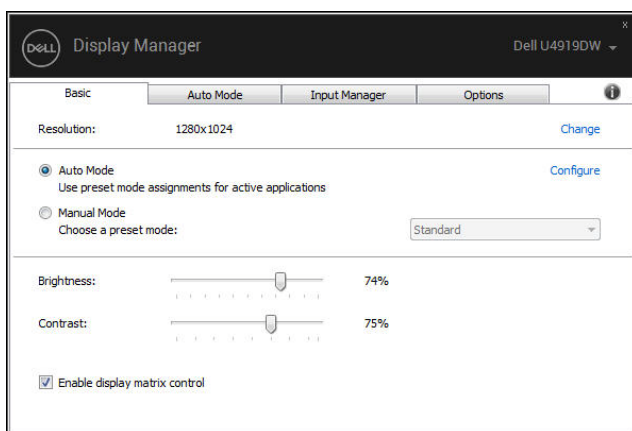 x
DELL Display Manager Dell U4919DW
Basic Auto Mode Input Manager Options i
Resolution: 1280x1024 Change
Auto Mode Configure
Use preset mode assignments for active applications
Manual Mode
Choose a preset mode: Standard
Brightness: 74%
Contrast: 75%
Enable display matrix control